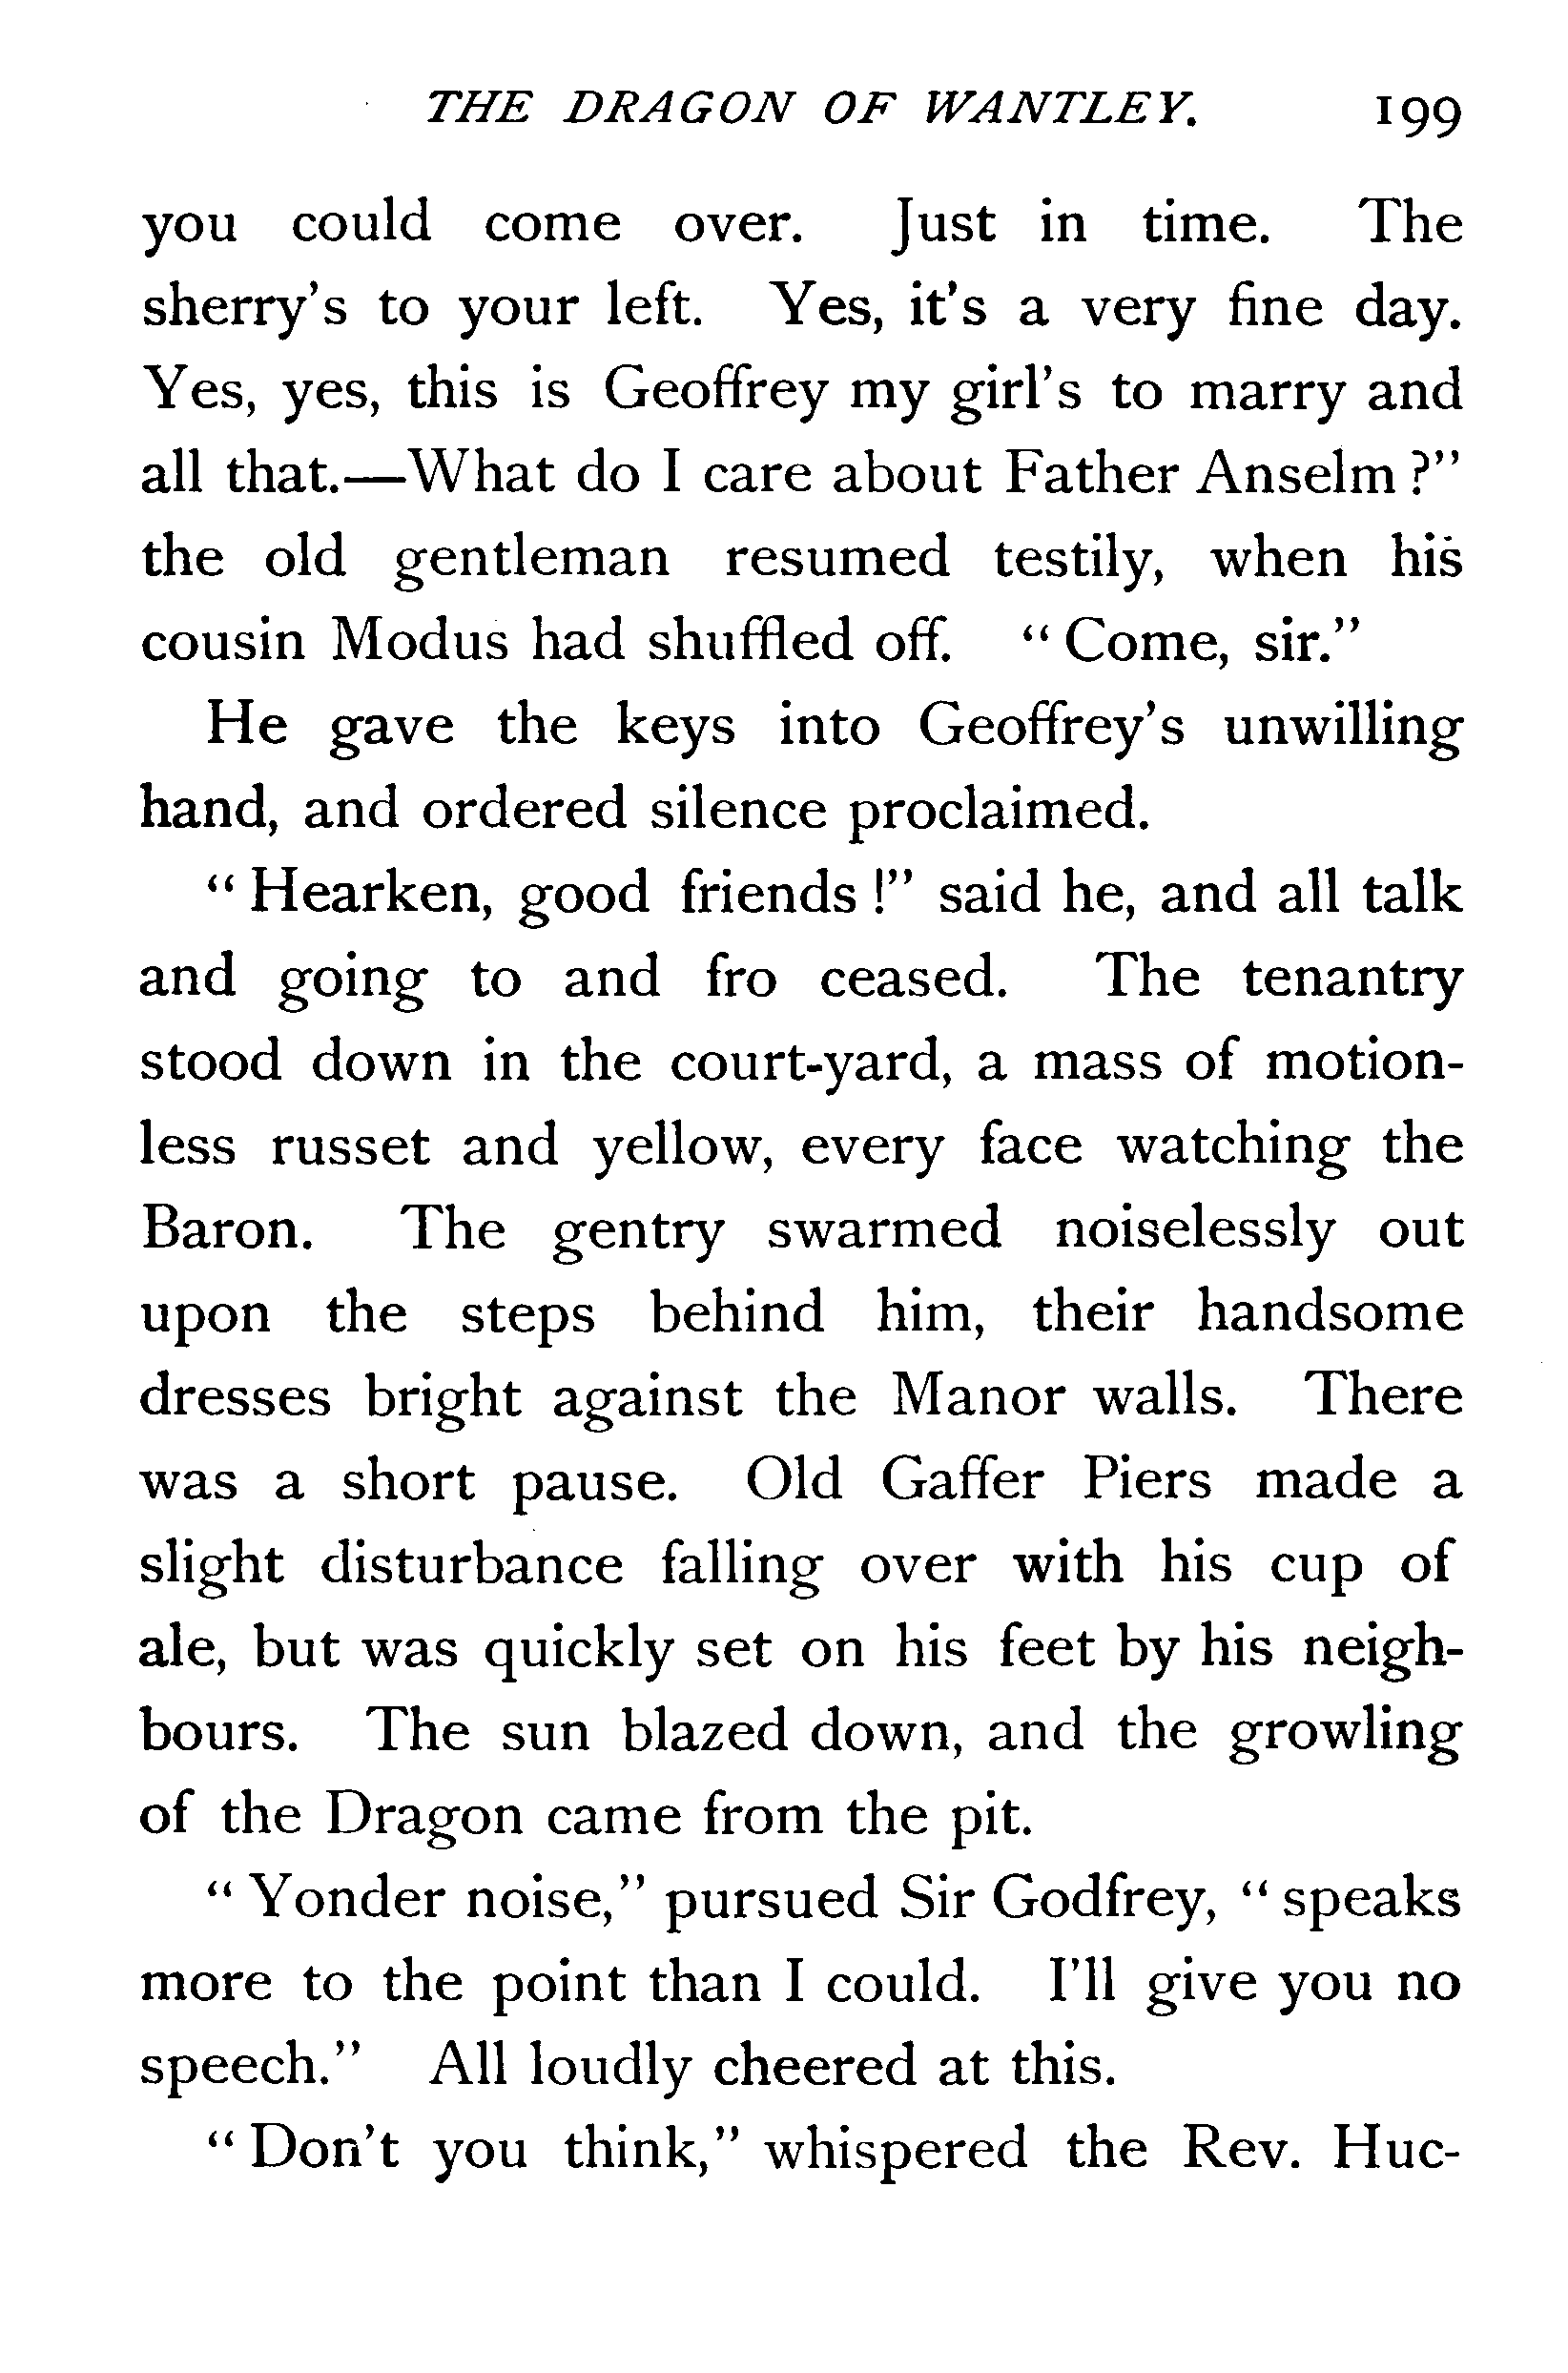 THE DRAGON OF WANTLEY. 199
you could come over. Just in time. The
sherry's to your left. Yes, it's a very fine day.
Yes, yes, this is Geoffrey my girl's to marry and
all that.—What do I care about Father Anselm ?"
the old gentleman resumed testily, when his
cousin Modus had shuffled off. " Come, sir."
He gave the keys into Geoffrey's unwilling
hand, and ordered silence proclaimed.
" Hearken, good friends !" said he, and all talk
and going to and fro ceased. The tenantry
stood down in the court-yard, a mass of motion-
less russet and yellow, every face watching the
Baron. The gentry swarmed noiselessly out
upon the steps behind him, their handsome
dresses bright against the Manor walls. There
was a short pause. Old Gaffer Piers made a
slight disturbance falling over with his cup of
ale, but was quickly set on his feet by his neigh-
bours. The sun blazed down, and the growling
of the Dragon came from the pit.
" Yonder noise," pursued Sir Godfrey, " speaks
more to the point than I could. I'll give you no
speech." All loudly cheered at this.
" Don't you think," whispered the Rev. Huc-